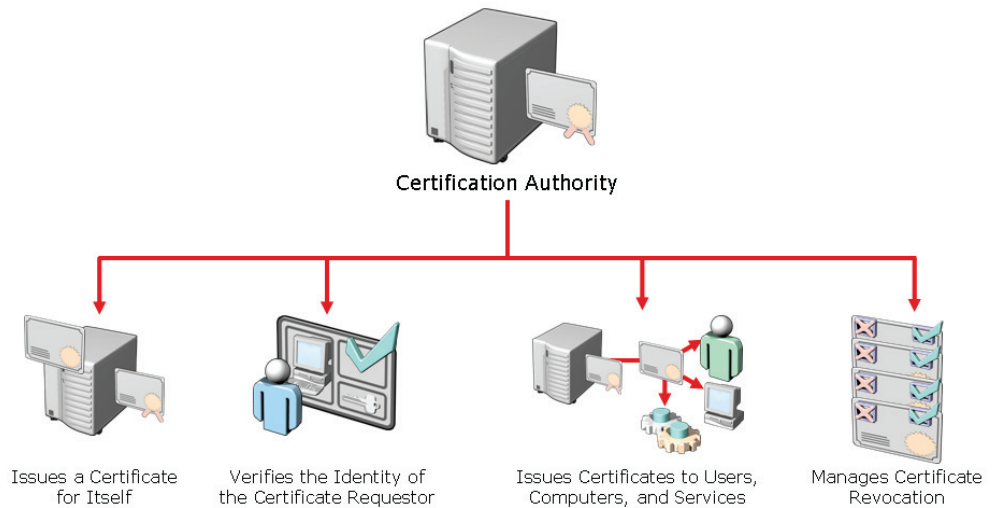 Certification Authority
Issues a Certificate
for Itself
Verifies the Identity of
the Certificate Requestor
Issues Certificates to Users,
Computers, and Services
Manages Certificate
Revocation